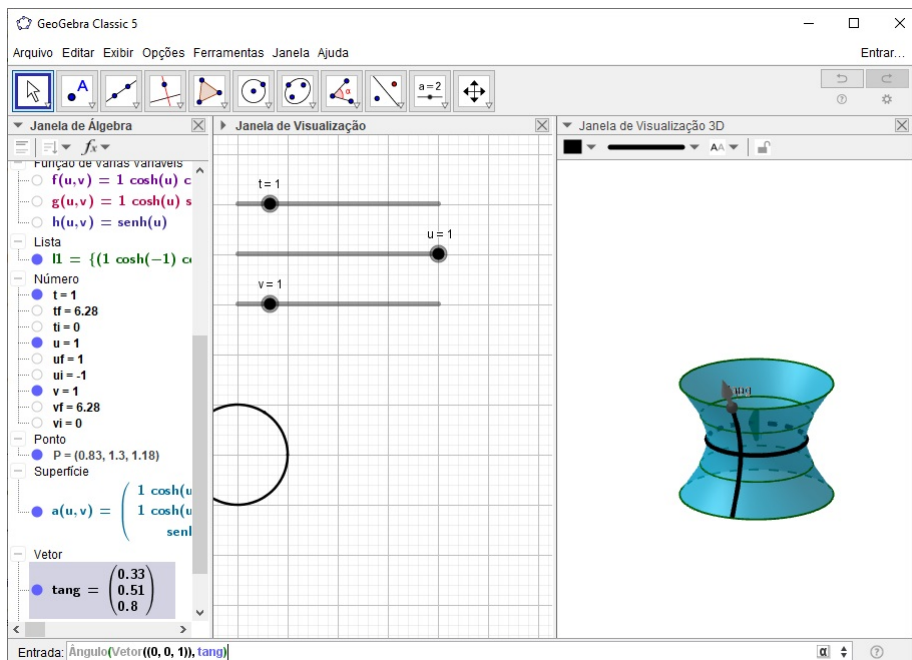 GeoGebra Classic 5
Arquivo Editar Exibir Opções Ferramentas Janela Ajuda
Entrar...
A
α
a=2
Janela de Álgebra
Janela de Visualização
Janela de Visualização 3D
fx
AA
Função de Várias Variáveis
f(u,v) = 1 cosh(u) c
g(u,v) = 1 cosh(u) s
h(u,v) = senh(u)
Lista
l1 = {(1 cosh(−1) co
Número
t = 1
tf = 6.28
ti = 0
u = 1
uf = 1
ui = -1
v = 1
vf = 6.28
vi = 0
Ponto
P = (0.83, 1.3, 1.18)
Superfície
a(u,v) = ( 1 cosh(u
1 cosh(u
senh
Vetor
tang = ( 0.33
0.51
0.8 )
t = 1
u = 1
v = 1
Entrada: Ângulo(Vetor((0, 0, 1)), tang)
α